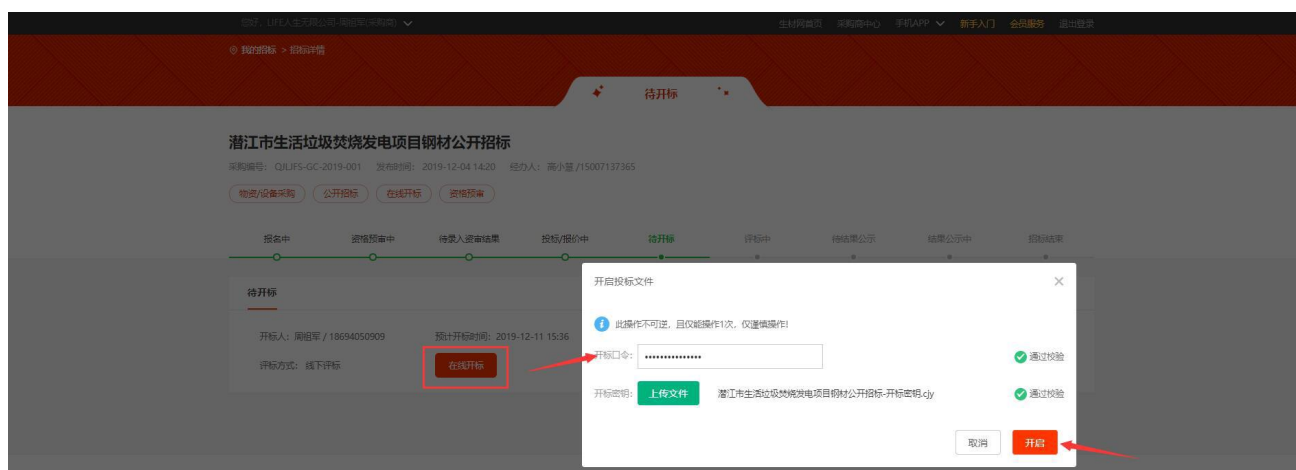 您好，LIFE人生无限公司-周祖军(采购商)
生材网首页 采购商中心 手机APP 新手入门 会员服务 退出登录
我的招标 > 招标详情
待开标
潜江市生活垃圾焚烧发电项目钢材公开招标
采购编号： QJLJFS-GC-2019-001 发布时间： 2019-12-04 14:20 经办人：高小慧 /15007137365
物资/设备采购 公开招标 在线开标 资格预审
报名中 资格预审中 待录入资审结果 投标/报价中 待开标 评标中 待结果公示 结果公示中 招标结束
待开标
开标人：周祖军 / 18694050909 预计开标时间：2019-12-11 15:36
评标方式：线下评标 在线开标
开启投标文件
此操作不可逆，且仅能操作1次，仅谨慎操作!
开标口令： ••••••••••••••• 通过校验
开标密钥： 上传文件 潜江市生活垃圾焚烧发电项目钢材公开招标-开标密钥.cjy 通过校验
取消 开启